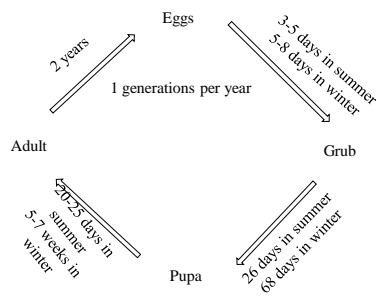 Eggs
3-5 days in summer
5-8 days in winter
2 years
1 generations per year
Adult
Grub
20-25 days in
summer
5-7 weeks in
winter
26 days in summer
68 days in winter
Pupa